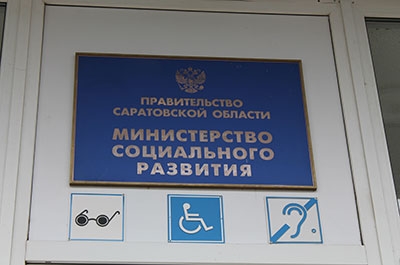 ПРАВИТЕЛЬСТВО
САРАТОВСКОЙ ОБЛАСТИ
МИНИСТЕРСТВО
СОЦИАЛЬНОГО
РАЗВИТИЯ